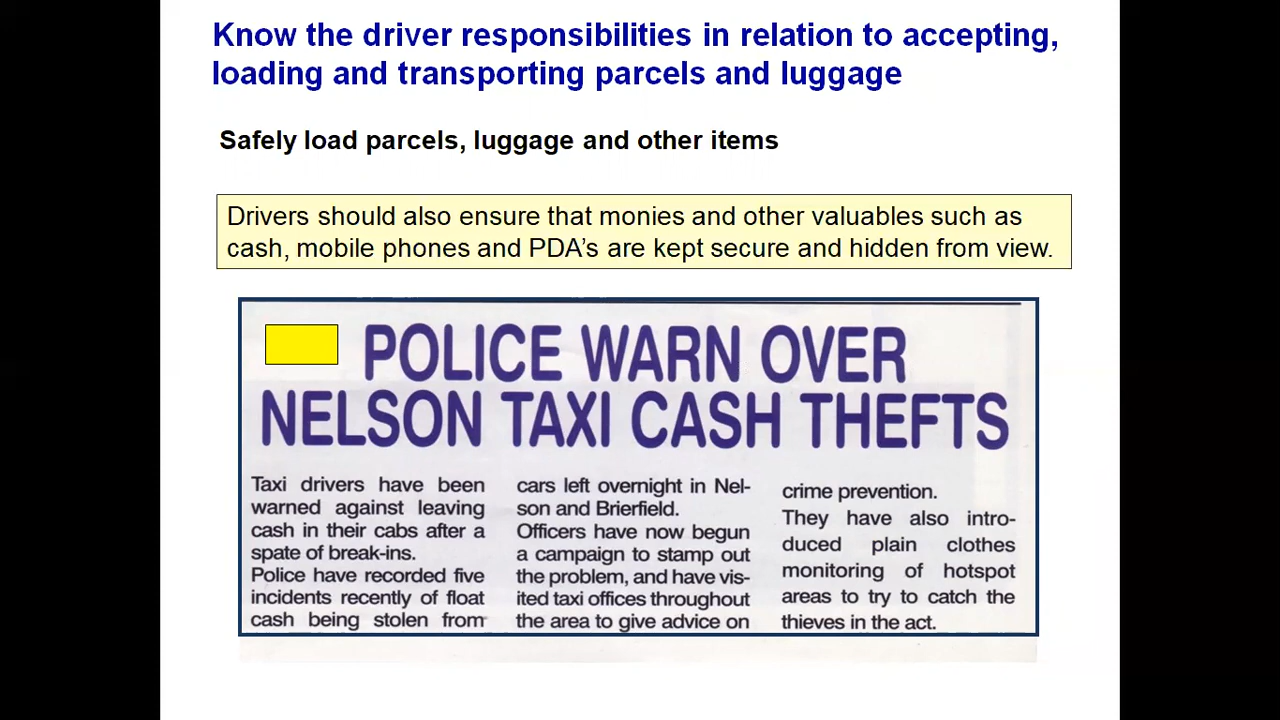 Know the driver responsibilities in relation to accepting,
loading and transporting parcels and luggage
Safely load parcels, luggage and other items
Drivers should also ensure that monies and other valuables such as
cash, mobile phones and PDA’s are kept secure and hidden from view.
POLICE WARN OVER
NELSON TAXI CASH THEFTS
Taxi drivers have been
warned against leaving
cash in their cabs after a
spate of break-ins.
Police have recorded five
incidents recently of float
cash being stolen from
cars left overnight in Nel-
son and Brierfield.
Officers have now begun
a campaign to stamp out
the problem, and have vis-
ited taxi offices throughout
the area to give advice on
crime prevention.
They have also intro-
duced plain clothes
monitoring of hotspot
areas to try to catch the
thieves in the act.